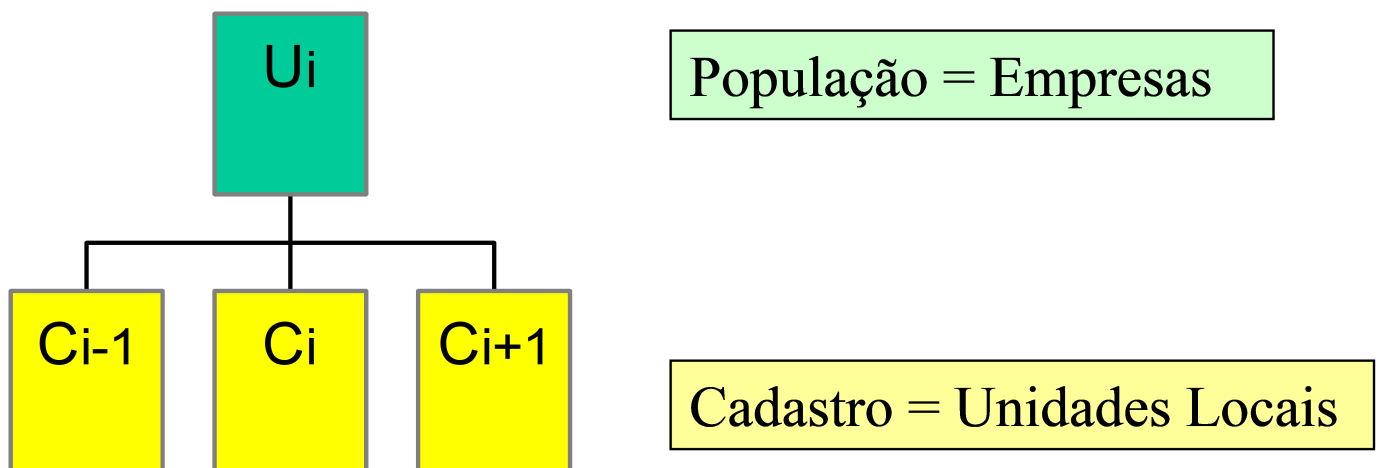 Ui
População = Empresas
Ci-1
Ci
Ci+1
Cadastro = Unidades Locais